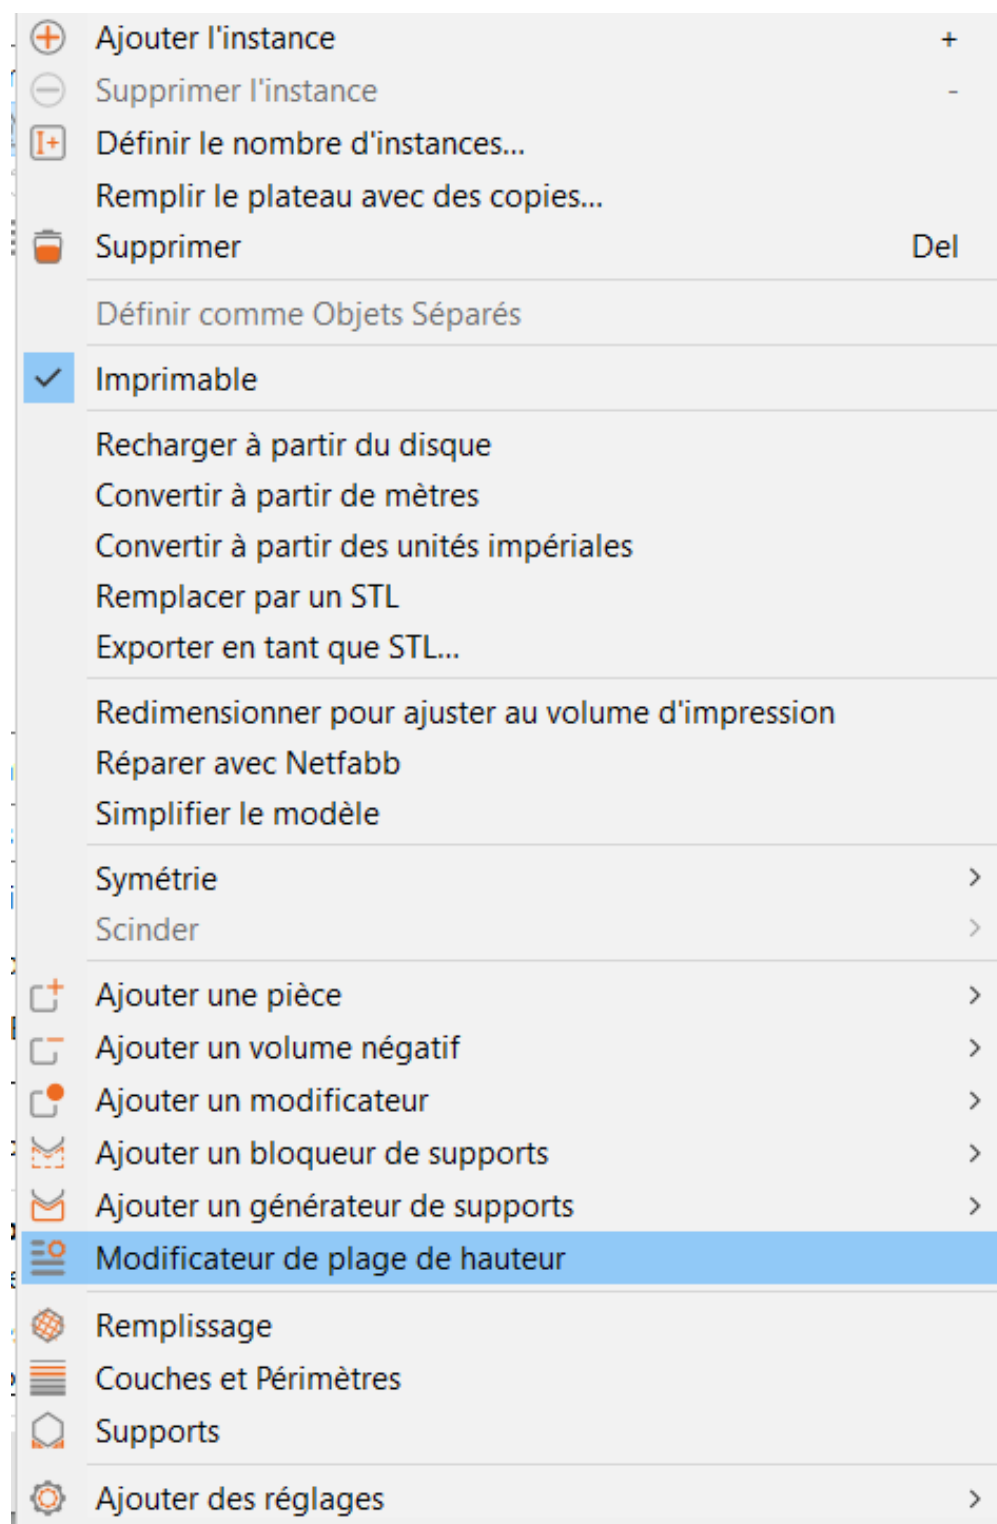 Ajouter l'instance +
Supprimer l'instance -
Définir le nombre d'instances...
Remplir le plateau avec des copies...
Supprimer Del
Définir comme Objets Séparés
Imprimable
Recharger à partir du disque
Convertir à partir de mètres
Convertir à partir des unités impériales
Remplacer par un STL
Exporter en tant que STL...
Redimensionner pour ajuster au volume d'impression
Réparer avec Netfabb
Simplifier le modèle
Symétrie
Scinder
Ajouter une pièce
Ajouter un volume négatif
Ajouter un modificateur
Ajouter un bloqueur de supports
Ajouter un générateur de supports
Modificateur de plage de hauteur
Remplissage
Couches et Périmètres
Supports
Ajouter des réglages